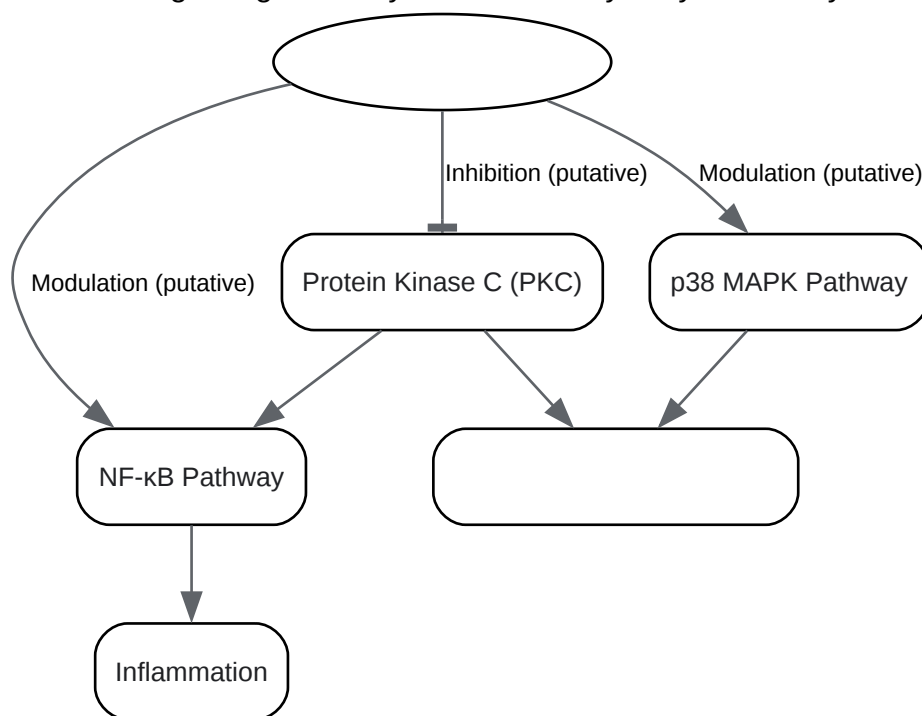 Inhibition (putative)
Modulation (putative)
Modulation (putative)
Protein Kinase C (PKC)
p38 MAPK Pathway
NF-κB Pathway
Inflammation